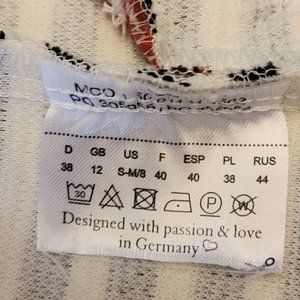 D GB US F ESP PL RUS
38 12 S-M/8 40 40 38 44
30 P W
Designed with passion & love
in Germany